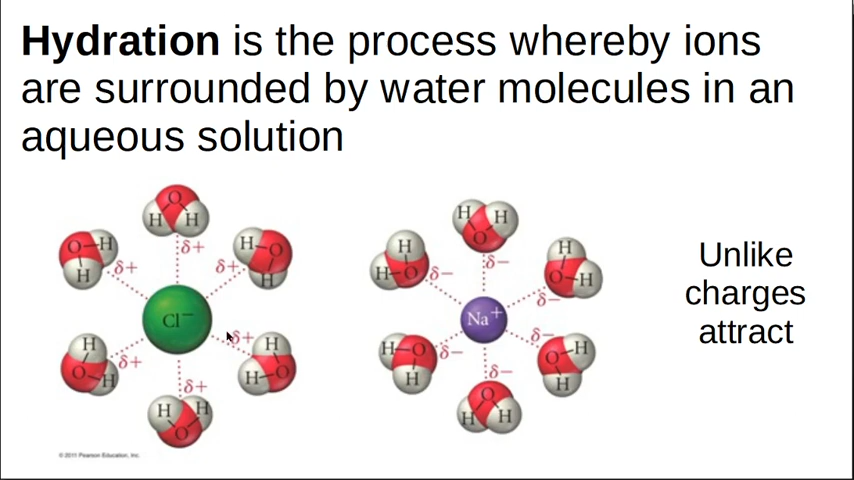 Hydration is the process whereby ions
are surrounded by water molecules in an
aqueous solution
O
H H
δ+
O H
H
δ+
H O
H
δ+
Cl⁻
H
O H
δ+
δ+
H
H O
δ+
H H
O
H H
O
δ−
H
H O
δ−
H
O H
δ−
Na⁺
H O
H
δ−
δ−
O H
H
δ−
O
H H
Unlike
charges
attract
© 2011 Pearson Education, Inc.